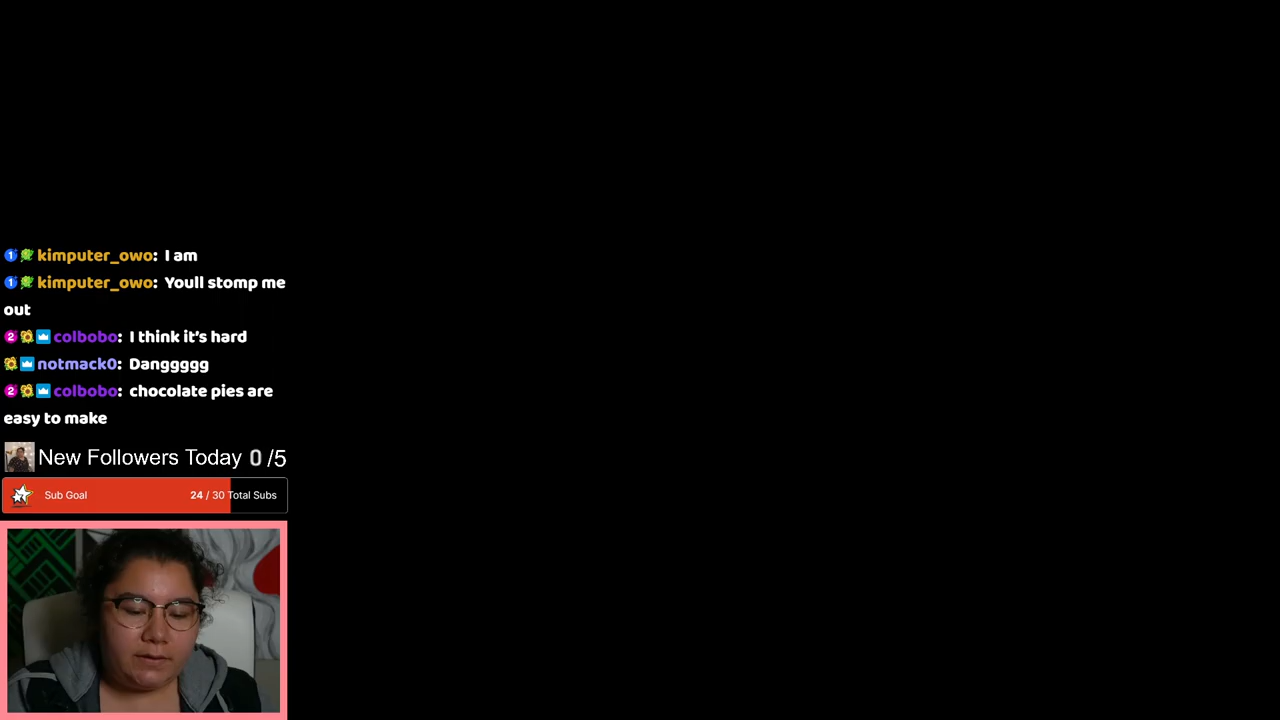 kimputer_owo: I am
kimputer_owo: Youll stomp me
out
colbobo: I think it's hard
notmack0: Danggggg
colbobo: chocolate pies are
easy to make
New Followers Today 0 /5
Sub Goal 24 / 30 Total Subs